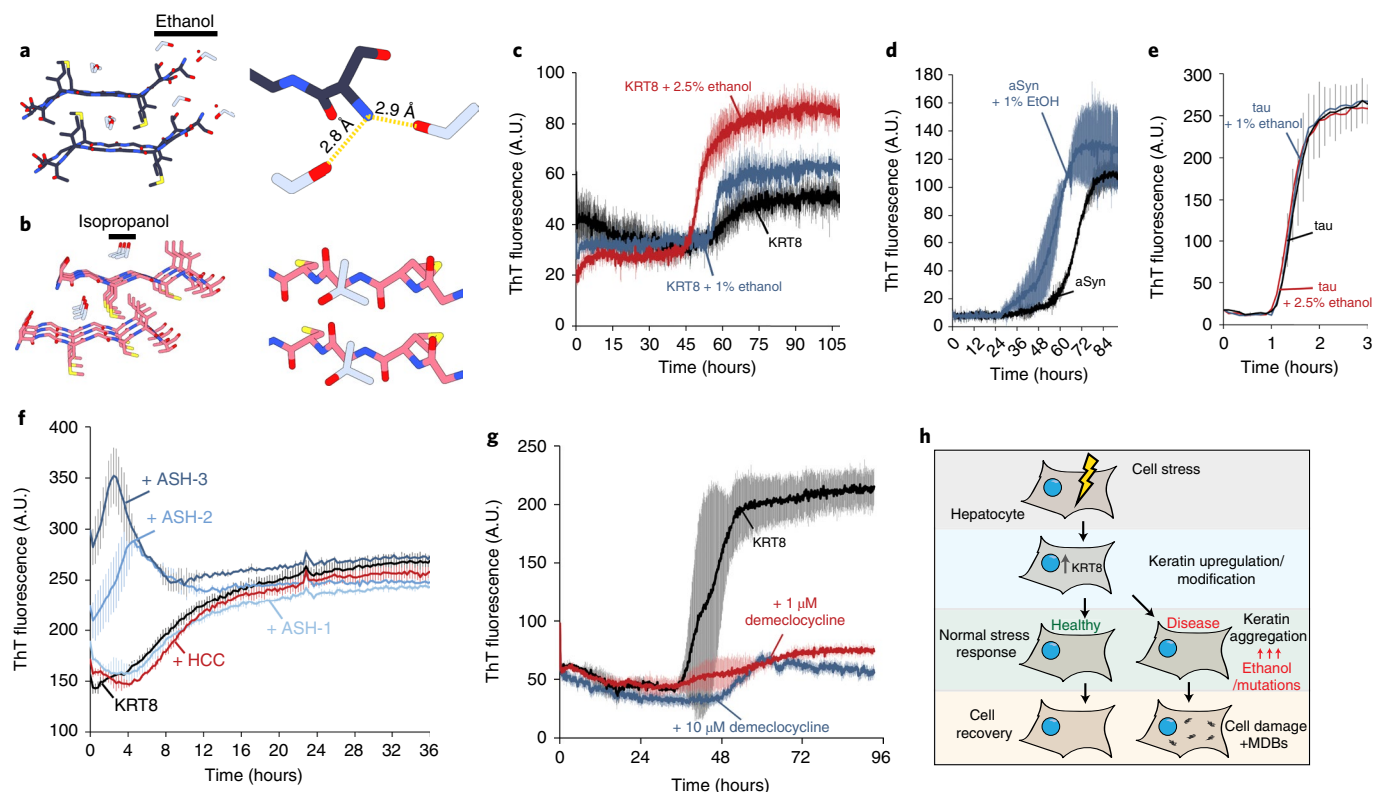 a
Ethanol
2.8 Å
2.9 Å
b
Isopropanol
c
ThT fluorescence (A.U.)
100
80
60
40
20
0
KRT8 + 2.5% ethanol
KRT8
KRT8 + 1% ethanol
0 15 30 45 60 75 90 105
Time (hours)
d
ThT fluorescence (A.U.)
180
160
140
120
100
80
60
40
20
0
aSyn
+ 1% EtOH
aSyn
0 12 24 36 48 60 72 84
Time (hours)
e
ThT fluorescence (A.U.)
300
250
200
150
100
50
0
tau
+ 1% ethanol
tau
tau
+ 2.5% ethanol
0 1 2 3
Time (hours)
f
ThT fluorescence (A.U.)
400
350
300
250
200
150
100
+ ASH-3
+ ASH-2
+ ASH-1
+ HCC
KRT8
0 4 8 12 16 20 24 28 32 36
Time (hours)
g
ThT fluorescence (A.U.)
250
200
150
100
50
0
KRT8
+ 1 µM
demeclocycline
+ 10 µM demeclocycline
0 24 48 72 96
Time (hours)
h
Cell stress
Hepatocyte
KRT8
Keratin upregulation/
modification
Healthy
Disease
Normal stress
response
Keratin
aggregation
Ethanol
/mutations
Cell
recovery
Cell damage
+MDBs